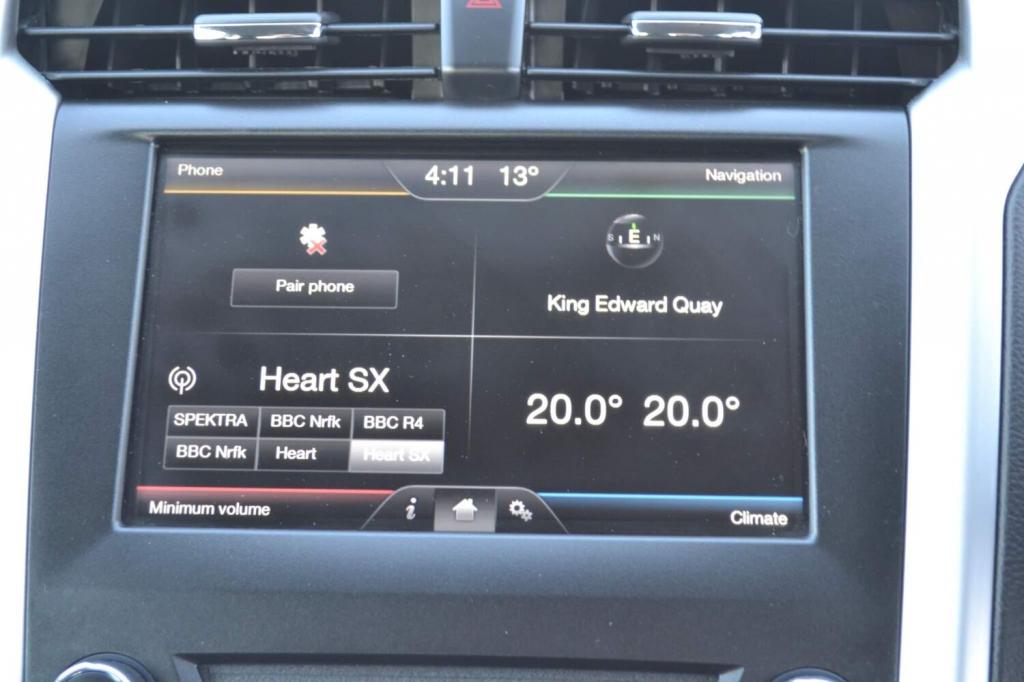 Phone 4:11 13° Navigation
S E N
Pair phone
King Edward Quay
Heart SX
SPEKTRA BBC Nrfk BBC R4
BBC Nrfk Heart Heart SX
20.0° 20.0°
Minimum volume i Climate